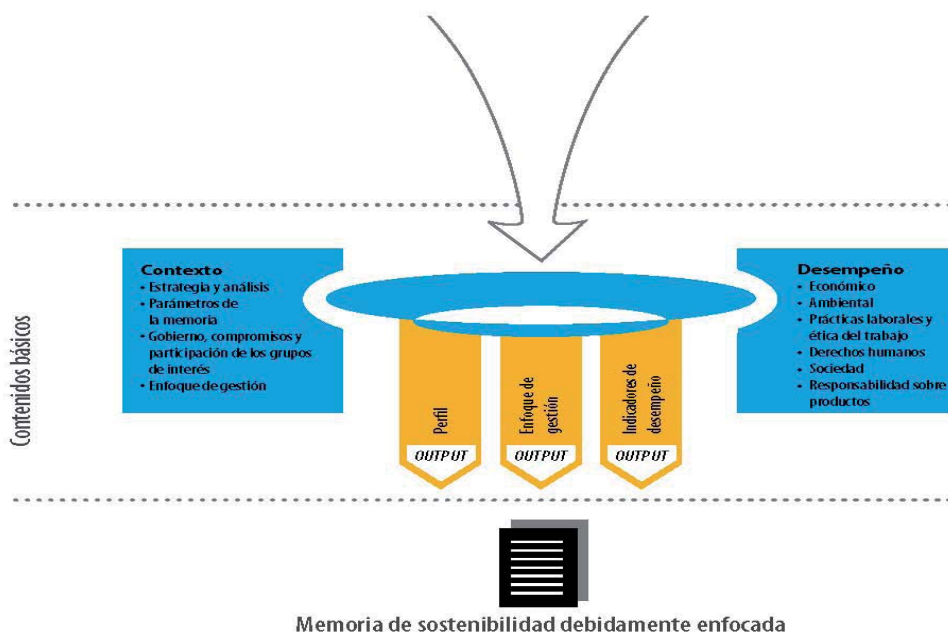 Contenidos básicos
Contexto
• Estrategia y análisis
• Parámetros de
la memoria
• Gobierno, compromisos y
participación de los grupos
de interés
• Enfoque de gestión
Perfil
OUTPUT
Enfoque de
gestión
OUTPUT
Indicadores de
desempeño
OUTPUT
Desempeño
• Económico
• Ambiental
• Prácticas laborales y
ética del trabajo
• Derechos humanos
• Sociedad
• Responsabilidad sobre
productos
Memoria de sostenibilidad debidamente enfocada